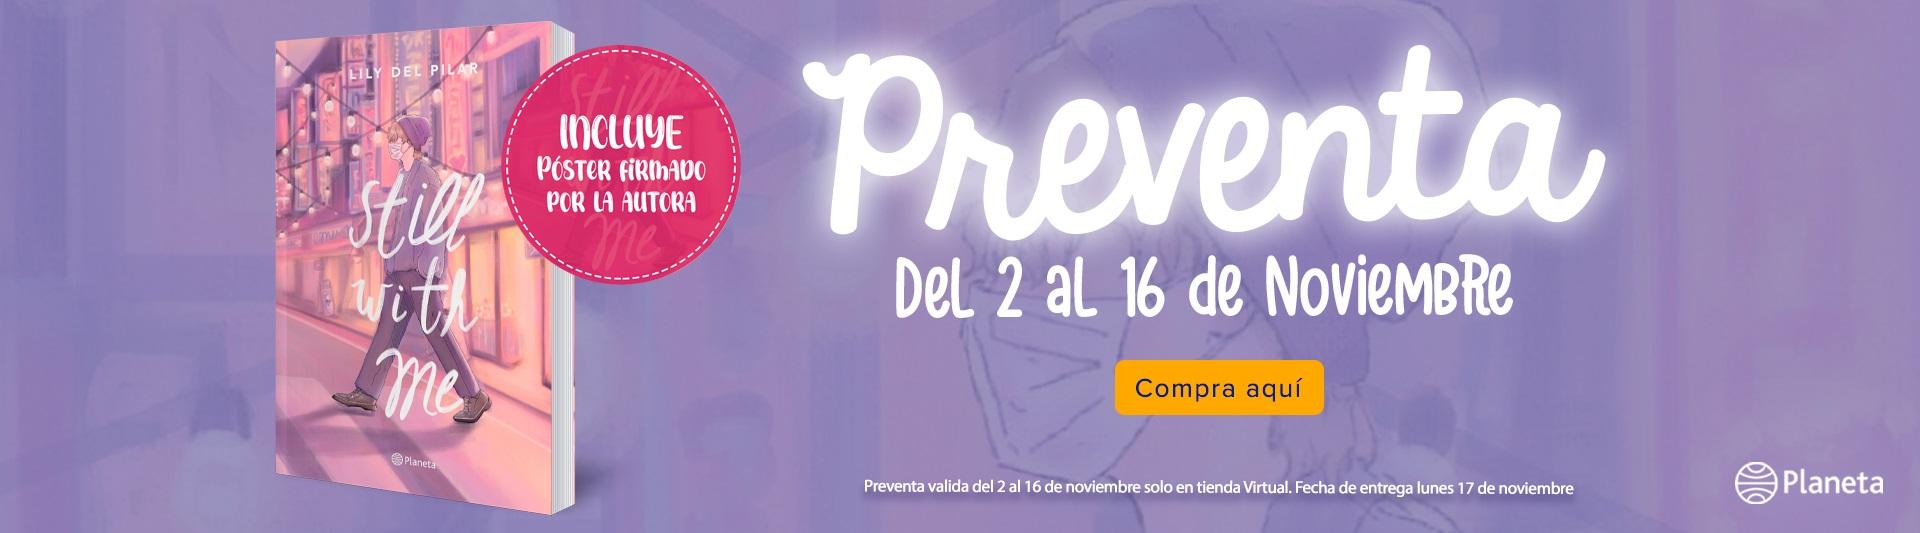 LILY DEL PILAR
Still
with
Me
Planeta
INCLUYE
PÓSTER FIRMADO
POR LA AUTORA
Preventa
Del 2 al 16 de Noviembre
Compra aquí
Preventa valida del 2 al 16 de noviembre solo en tienda Virtual. Fecha de entrega lunes 17 de noviembre
Planeta